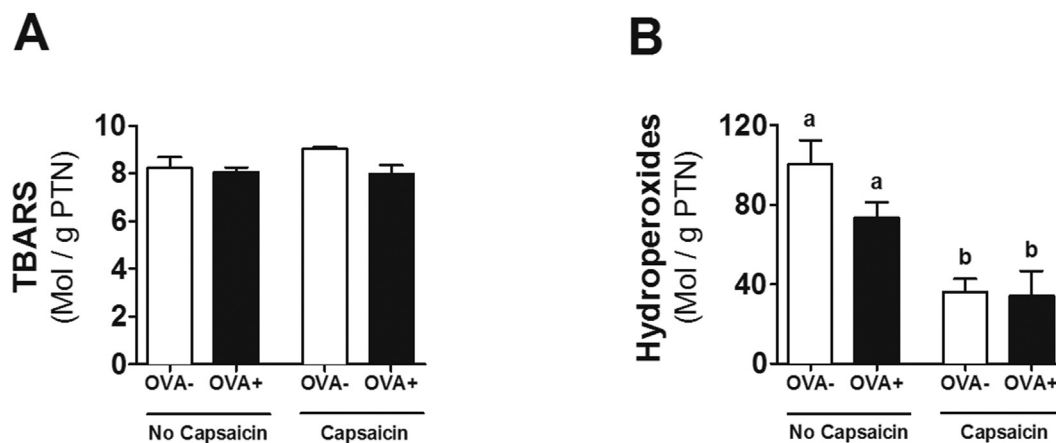 A
TBARS
(Mol / g PTN)
10
8
6
4
2
0
OVA- OVA+ OVA- OVA+
No Capsaicin Capsaicin
B
Hydroperoxides
(Mol / g PTN)
120
80
40
0
a
a
b b
OVA- OVA+ OVA- OVA+
No Capsaicin Capsaicin